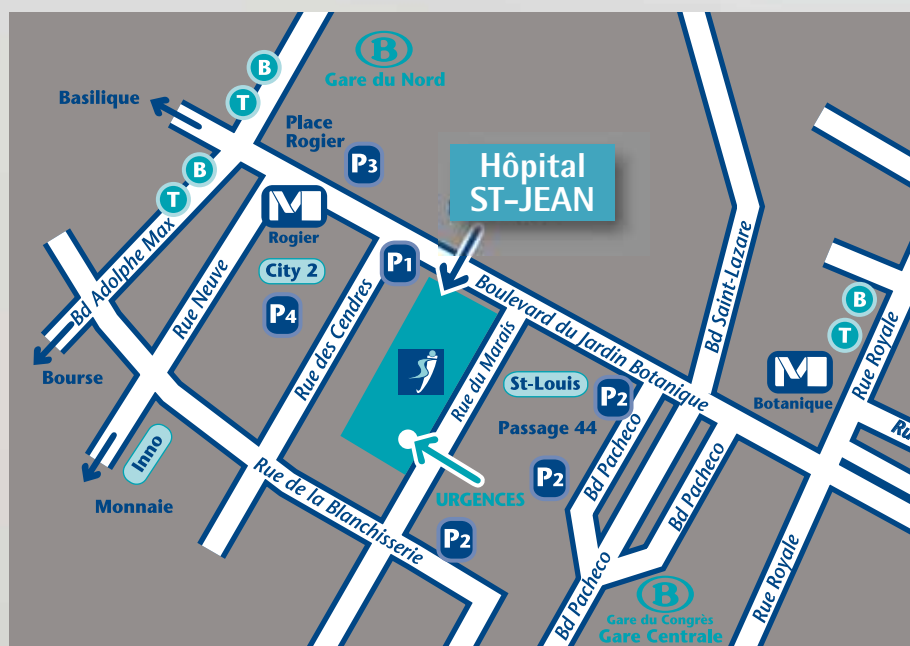 B
Gare du Nord
B
T
Basilique
Place
Rogier
P3
Hôpital
ST-JEAN
B
T
M
Rogier
City 2
P4
P1
Bd Adolphe Max
Rue Neuve
Rue des Cendres
Boulevard du Jardin Botanique
Bd Saint-Lazare
Rue du Marais
B
T
Rue Royale
M
Botanique
Ru
Bourse
St-Louis
P2
Passage 44
Inno
Monnaie
Rue de la Blanchisserie
URGENCES
P2
P2
Bd Pacheco
Bd Pacheco
Bd Pacheco
Rue Royale
B
Gare du Congrès
Gare Centrale